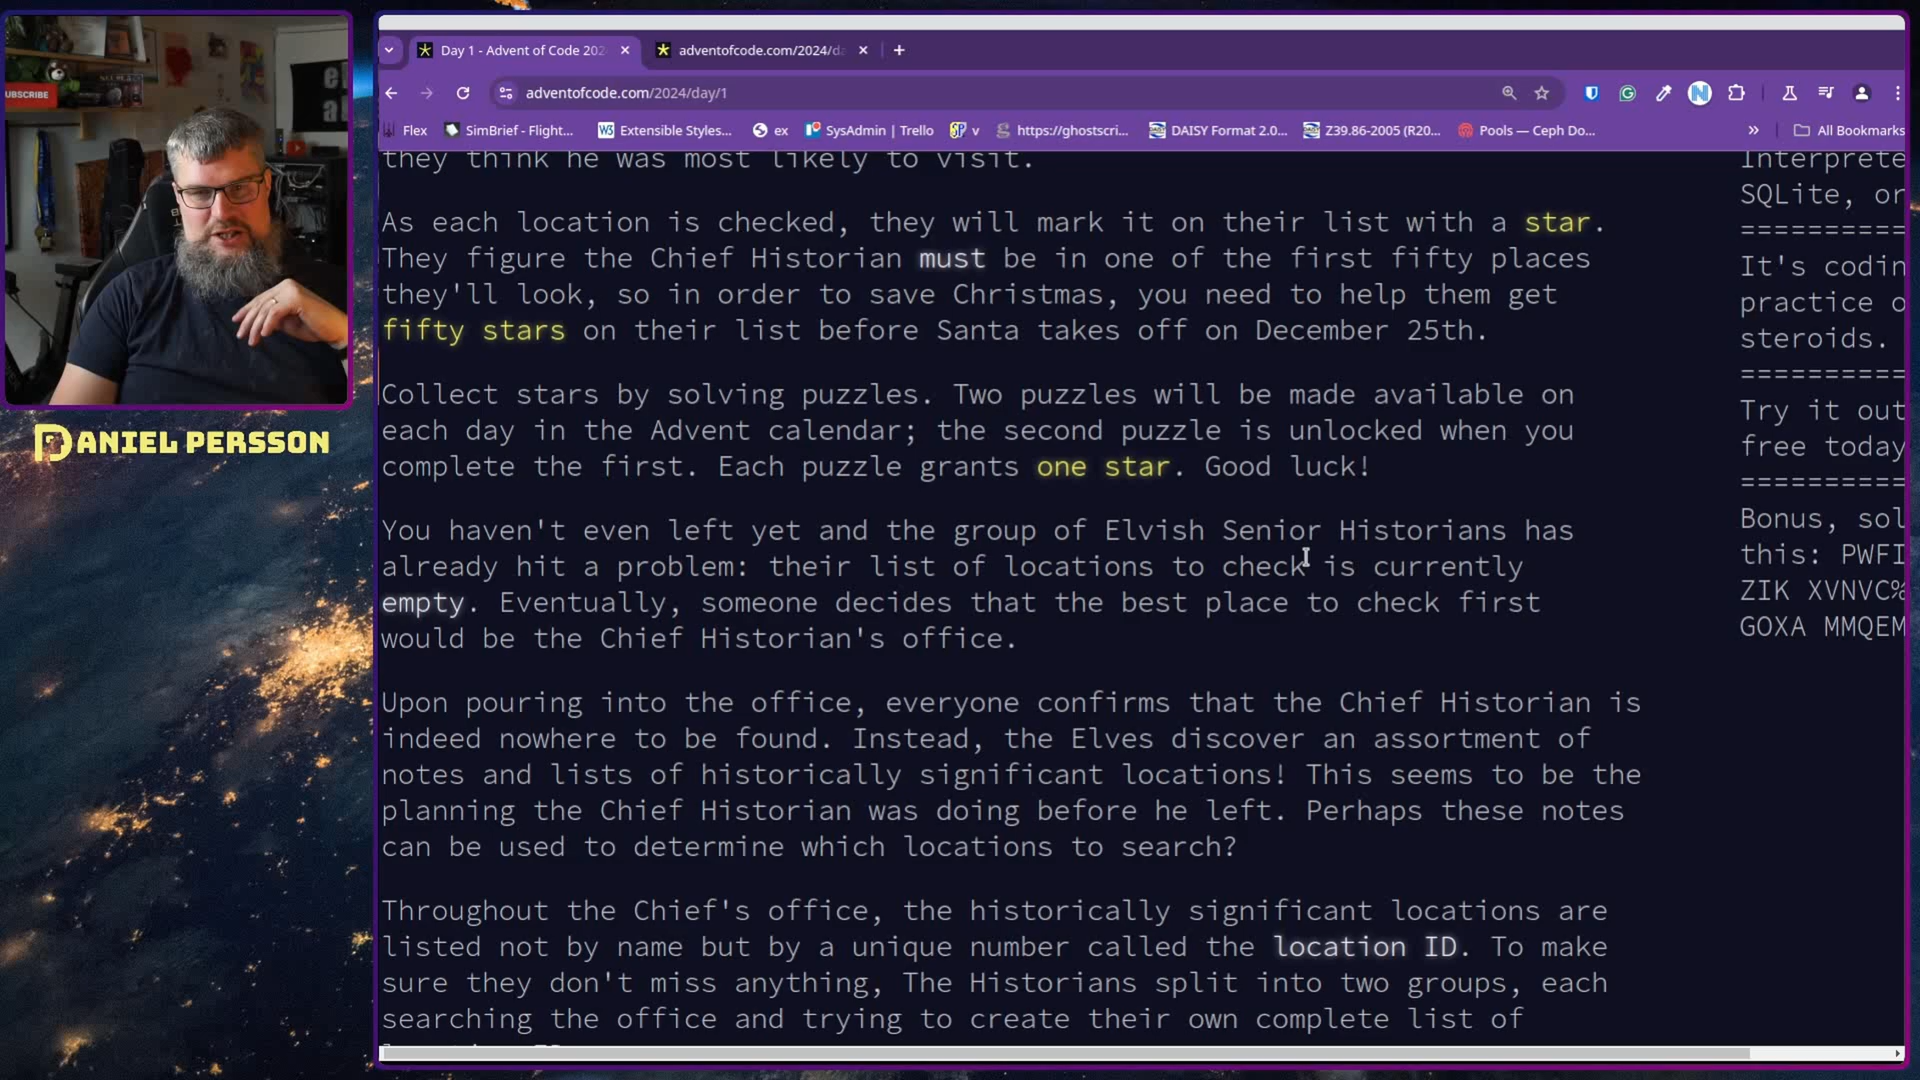 Day 1 - Advent of Code 202
adventofcode.com/2024/da
adventofcode.com/2024/day/1
Flex
SimBrief - Flight...
Extensible Styles...
ex
SysAdmin | Trello
v
https://ghostscri...
DAISY Format 2.0...
Z39.86-2005 (R20...
Pools — Ceph Do...
»
All Bookmarks
SUBSCRIBE
DANIEL PERSSON
they think he was most likely to visit.
As each location is checked, they will mark it on their list with a star.
They figure the Chief Historian must be in one of the first fifty places
they'll look, so in order to save Christmas, you need to help them get
fifty stars on their list before Santa takes off on December 25th.
Collect stars by solving puzzles. Two puzzles will be made available on
each day in the Advent calendar; the second puzzle is unlocked when you
complete the first. Each puzzle grants one star. Good luck!
You haven't even left yet and the group of Elvish Senior Historians has
already hit a problem: their list of locations to check is currently
empty. Eventually, someone decides that the best place to check first
would be the Chief Historian's office.
Upon pouring into the office, everyone confirms that the Chief Historian is
indeed nowhere to be found. Instead, the Elves discover an assortment of
notes and lists of historically significant locations! This seems to be the
planning the Chief Historian was doing before he left. Perhaps these notes
can be used to determine which locations to search?
Throughout the Chief's office, the historically significant locations are
listed not by name but by a unique number called the location ID. To make
sure they don't miss anything, The Historians split into two groups, each
searching the office and trying to create their own complete list of
Interprete
SQLite, or
==========
It's codin
practice o
steroids.
==========
Try it out
free today
==========
Bonus, sol
this: PWFI
ZIK XVNVC%
GOXA MMQEM